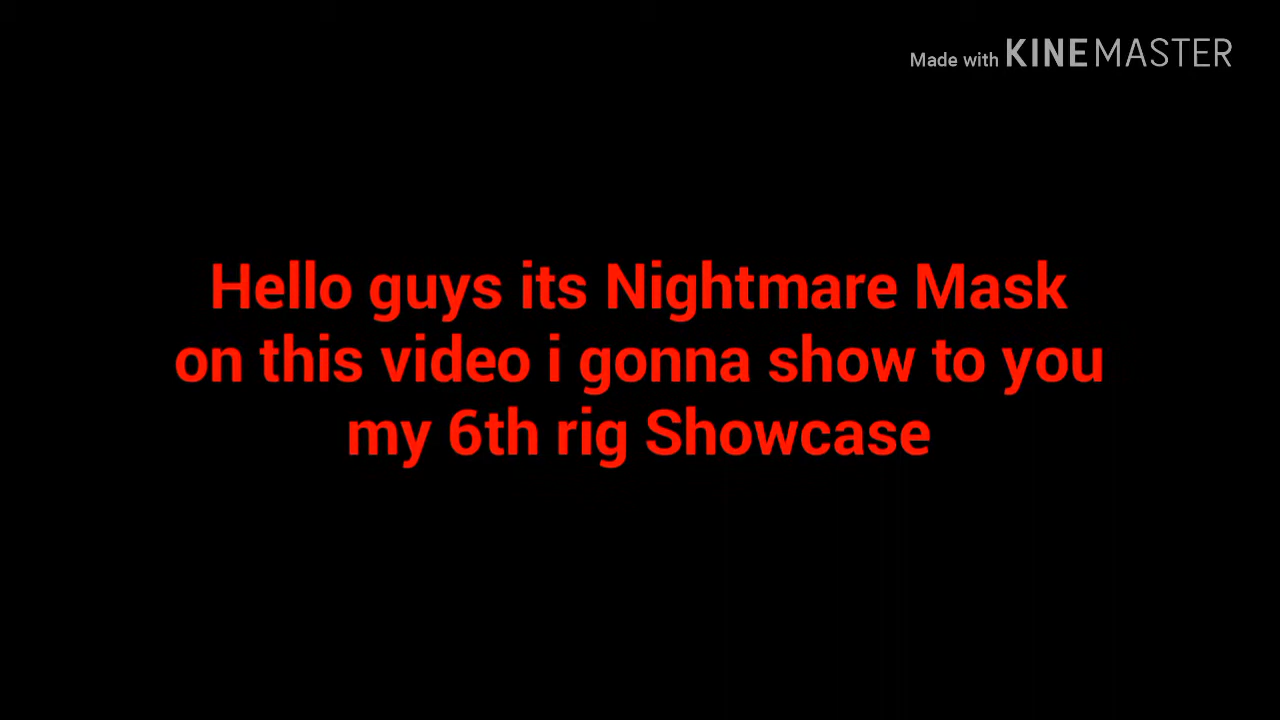 Made with KINEMASTER
Hello guys its Nightmare Mask
on this video i gonna show to you
my 6th rig Showcase